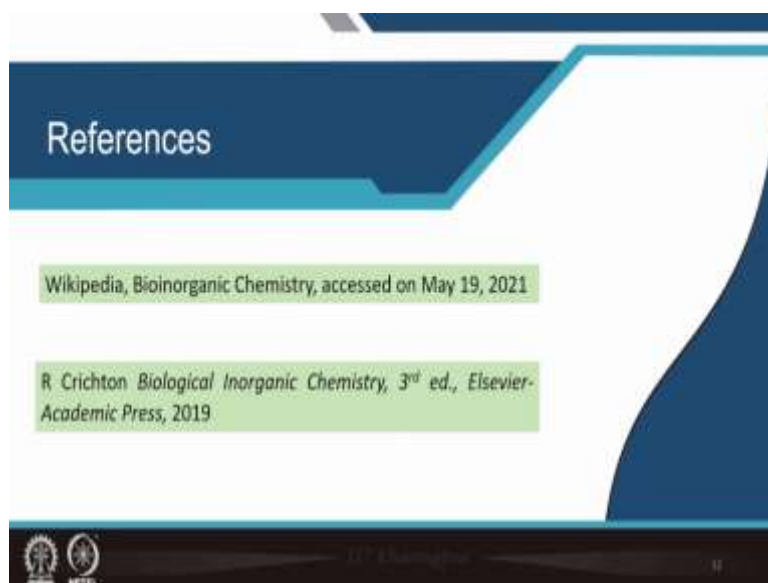 References
Wikipedia, Bioinorganic Chemistry, accessed on May 19, 2021
R Crichton Biological Inorganic Chemistry, 3rd ed., Elsevier-
Academic Press, 2019